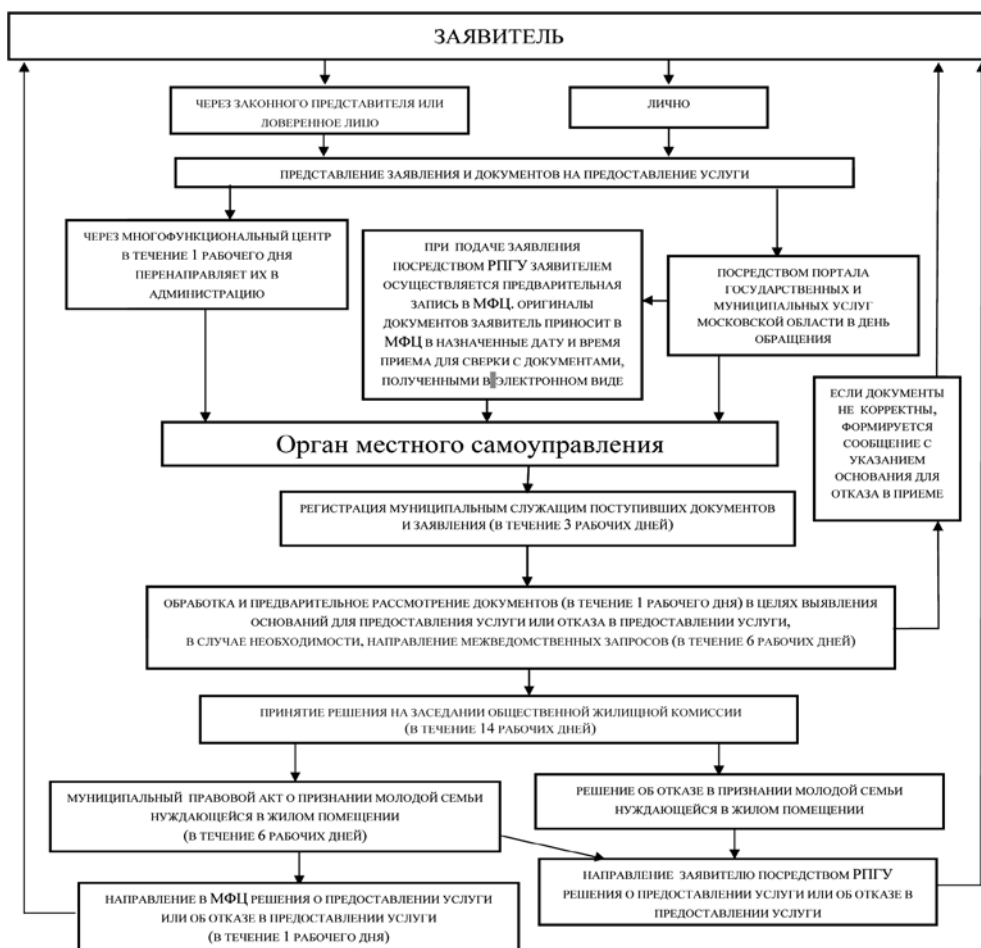 ЗАЯВИТЕЛЬ
ЧЕРЕЗ ЗАКОННОГО ПРЕДСТАВИТЕЛЯ ИЛИ
ДОВЕРЕННОЕ ЛИЦО
ЛИЧНО
ПРЕДСТАВЛЕНИЕ ЗАЯВЛЕНИЯ И ДОКУМЕНТОВ НА ПРЕДОСТАВЛЕНИЕ УСЛУГИ
ЧЕРЕЗ МНОГОФУНКЦИОНАЛЬНЫЙ ЦЕНТР
В ТЕЧЕНИЕ 1 РАБОЧЕГО ДНЯ
ПЕРЕНАПРАВЛЯЕТ ИХ В
АДМИНИСТРАЦИЮ
ПРИ ПОДАЧЕ ЗАЯВЛЕНИЯ
ПОСРЕДСТВОМ РПГУ ЗАЯВИТЕЛЕМ
ОСУЩЕСТВЛЯЕТСЯ ПРЕДВАРИТЕЛЬНАЯ
ЗАПИСЬ В МФЦ. ОРИГИНАЛЫ
ДОКУМЕНТОВ ЗАЯВИТЕЛЬ ПРИНОСИТ В
МФЦ В НАЗНАЧЕННЫЕ ДАТУ И ВРЕМЯ
ПРИЕМА ДЛЯ СВЕРКИ С ДОКУМЕНТАМИ,
ПОЛУЧЕННЫМИ В ЭЛЕКТРОННОМ ВИДЕ
ПОСРЕДСТВОМ ПОРТАЛА
ГОСУДАРСТВЕННЫХ И
МУНИЦИПАЛЬНЫХ УСЛУГ
МОСКОВСКОЙ ОБЛАСТИ В ДЕНЬ
ОБРАЩЕНИЯ
ЕСЛИ ДОКУМЕНТЫ
НЕ КОРРЕКТНЫ,
ФОРМИРУЕТСЯ
СООБЩЕНИЕ С
УКАЗАНИЕМ
ОСНОВАНИЯ ДЛЯ
ОТКАЗА В ПРИЕМЕ
Орган местного самоуправления
РЕГИСТРАЦИЯ МУНИЦИПАЛЬНЫМ СЛУЖАЩИМ ПОСТУПИВШИХ ДОКУМЕНТОВ
И ЗАЯВЛЕНИЯ (В ТЕЧЕНИЕ 3 РАБОЧИХ ДНЕЙ)
ОБРАБОТКА И ПРЕДВАРИТЕЛЬНОЕ РАССМОТРЕНИЕ ДОКУМЕНТОВ (В ТЕЧЕНИЕ 1 РАБОЧЕГО ДНЯ) В ЦЕЛЯХ ВЫЯВЛЕНИЯ
ОСНОВАНИЙ ДЛЯ ПРЕДОСТАВЛЕНИЯ УСЛУГИ ИЛИ ОТКАЗА В ПРЕДОСТАВЛЕНИИ УСЛУГИ,
В СЛУЧАЕ НЕОБХОДИМОСТИ, НАПРАВЛЕНИЕ МЕЖВЕДОМСТВЕННЫХ ЗАПРОСОВ (В ТЕЧЕНИЕ 6 РАБОЧИХ ДНЕЙ)
ПРИНЯТИЕ РЕШЕНИЯ НА ЗАСЕДАНИИ ОБЩЕСТВЕННОЙ ЖИЛИЩНОЙ КОМИССИИ
(В ТЕЧЕНИЕ 14 РАБОЧИХ ДНЕЙ)
МУНИЦИПАЛЬНЫЙ ПРАВОВОЙ АКТ О ПРИЗНАНИИ МОЛОДОЙ СЕМЬИ
НУЖДАЮЩЕЙСЯ В ЖИЛОМ ПОМЕЩЕНИИ
(В ТЕЧЕНИЕ 6 РАБОЧИХ ДНЕЙ)
РЕШЕНИЕ ОБ ОТКАЗЕ В ПРИЗНАНИИ МОЛОДОЙ СЕМЬИ
НУЖДАЮЩЕЙСЯ В ЖИЛОМ ПОМЕЩЕНИИ
НАПРАВЛЕНИЕ ЗАЯВИТЕЛЮ ПОСРЕДСТВОМ РПГУ
РЕШЕНИЯ О ПРЕДОСТАВЛЕНИИ УСЛУГИ ИЛИ ОБ ОТКАЗЕ В
ПРЕДОСТАВЛЕНИИ УСЛУГИ
НАПРАВЛЕНИЕ В МФЦ РЕШЕНИЯ О ПРЕДОСТАВЛЕНИИ УСЛУГИ
ИЛИ ОБ ОТКАЗЕ В ПРЕДОСТАВЛЕНИИ УСЛУГИ
(В ТЕЧЕНИЕ 1 РАБОЧЕГО ДНЯ)